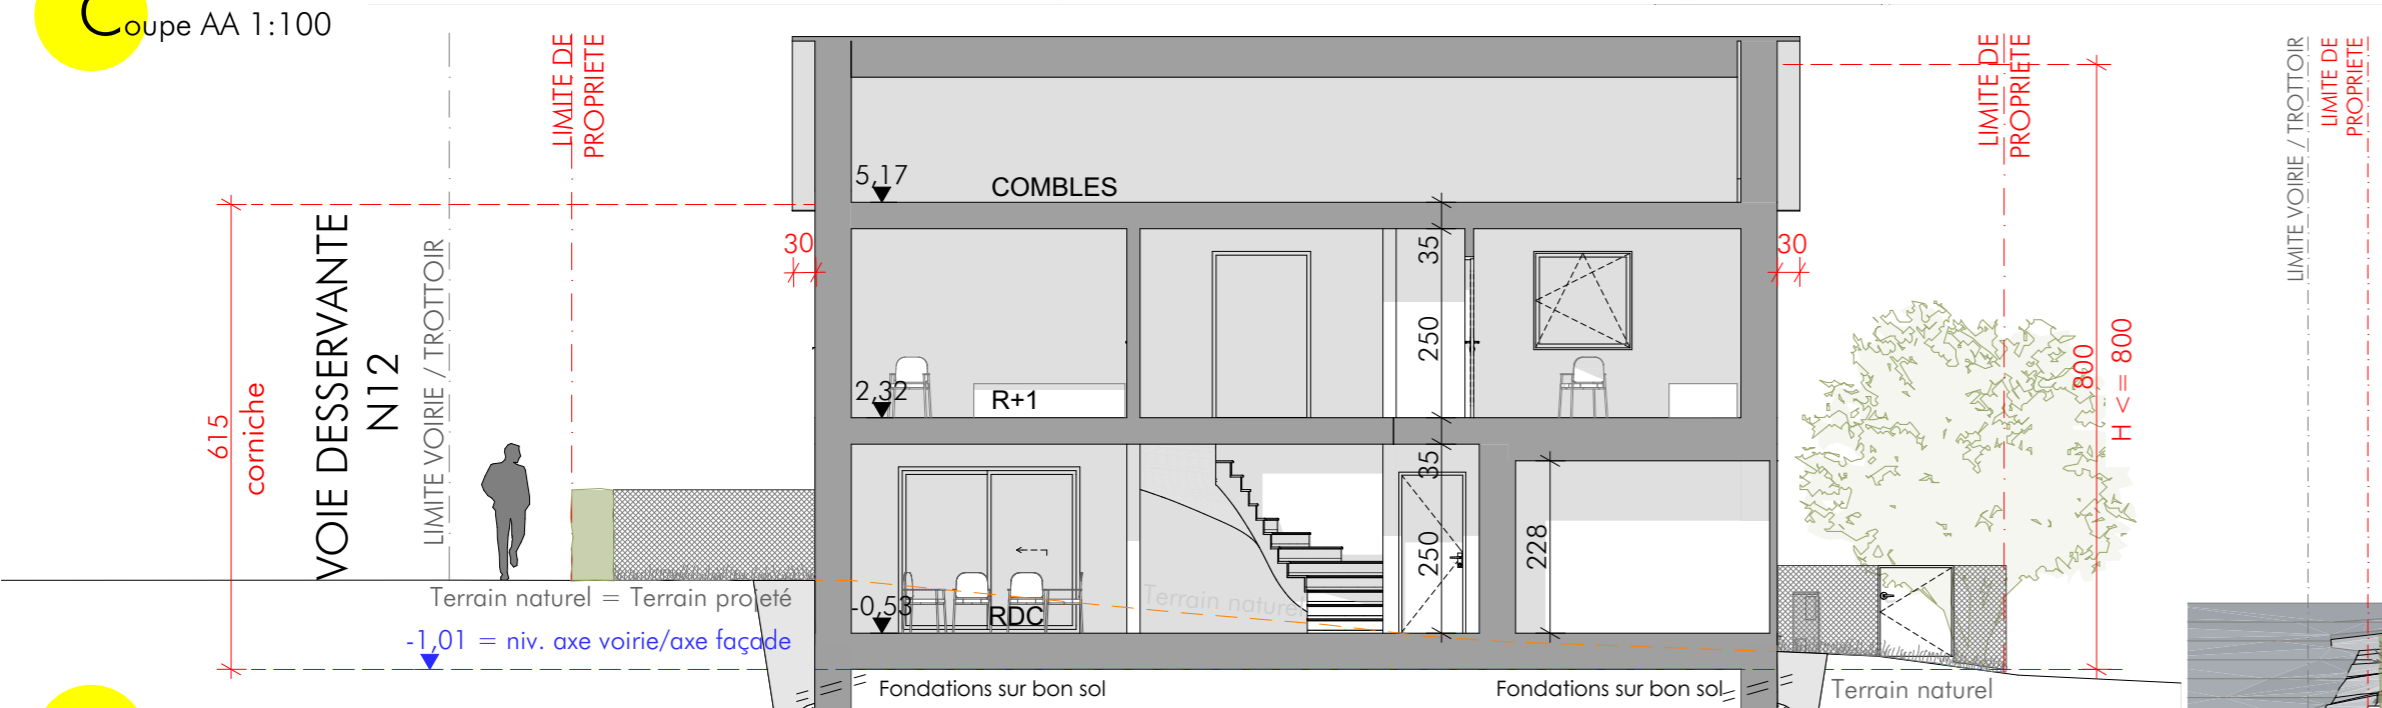 Coupe AA 1:100
LIMITE DE
PROPRIETE
LIMITE DE
PROPRIETE
LIMITE VOIRIE / TROTTOIR
LIMITE DE
PROPRIETE
5,17
COMBLES
615
corniche
VOIE DESSERVANTE
N12
LIMITE VOIRIE / TROTTOIR
30
35
30
250
2,32
R+1
800
H <= 800
35
250
228
Terrain naturel
-0,53
RDC
Terrain naturel = Terrain projeté
-1,01 = niv. axe voirie/axe façade
Fondations sur bon sol
Fondations sur bon sol
Terrain naturel